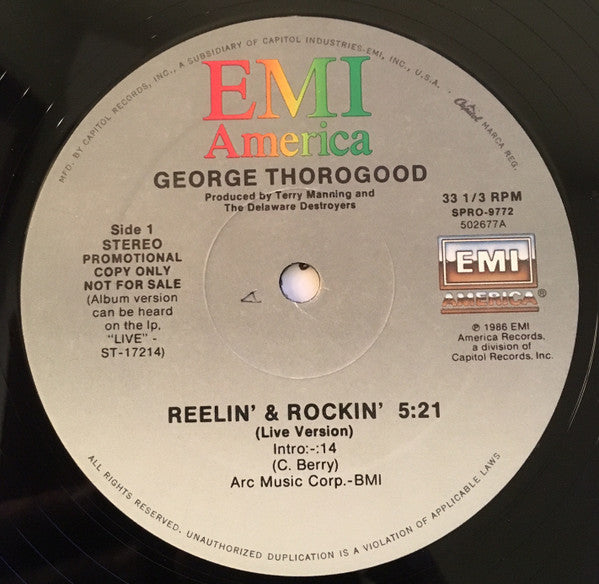 MFD. BY CAPITOL RECORDS, INC., A SUBSIDIARY OF CAPITOL INDUSTRIES-EMI, INC., U.S.A. · Capitol MARCA REG.
EMI
America
GEORGE THOROGOOD
Produced by Terry Manning and
The Delaware Destroyers
Side 1
STEREO
PROMOTIONAL
COPY ONLY
NOT FOR SALE
(Album version
can be heard
on the lp,
"LIVE" -
ST-17214)
33 1/3 RPM
SPRO-9772
502677A
EMI
AMERICA®
℗ 1986 EMI
America Records,
a division of
Capitol Records, Inc.
REELIN' & ROCKIN' 5:21
(Live Version)
Intro:-:14
(C. Berry)
Arc Music Corp.-BMI
ALL RIGHTS RESERVED. UNAUTHORIZED DUPLICATION IS A VIOLATION OF APPLICABLE LAWS